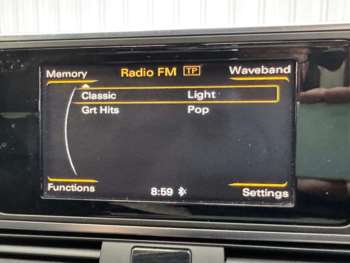 Memory Radio FM TP Waveband
Classic Light
Grt Hits Pop
Functions 8:59 Settings